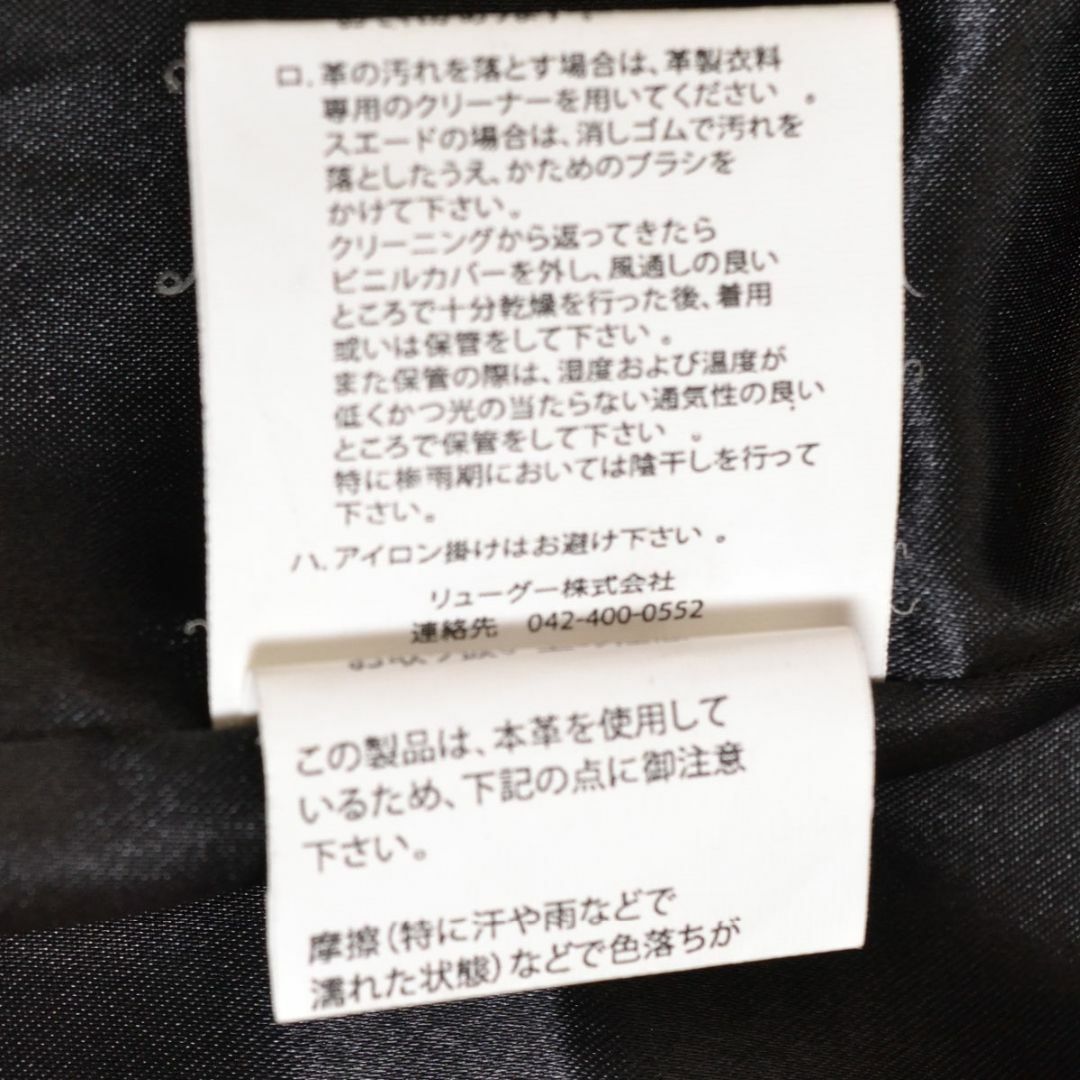 ロ. 革の汚れを落とす場合は、革製衣料
専用のクリーナーを用いてください 。
スエードの場合は、消しゴムで汚れを
落としたうえ、かためのブラシを
かけて下さい。
クリーニングから返ってきたら
ビニルカバーを外し、風通しの良い
ところで十分乾燥を行った後、着用
或いは保管をして下さい 。
また保管の際は、湿度および温度が
低くかつ光の当たらない通気性の良い
ところで保管をして下さい 。
特に梅雨期においては陰干しを行って
下さい。
ハ. アイロン掛けはお避け下さい 。
リューグー株式会社
連絡先 042-400-0552
この製品は、本革を使用して
いるため、下記の点に御注意
下さい。
摩擦(特に汗や雨などで
濡れた状態)などで色落ちが